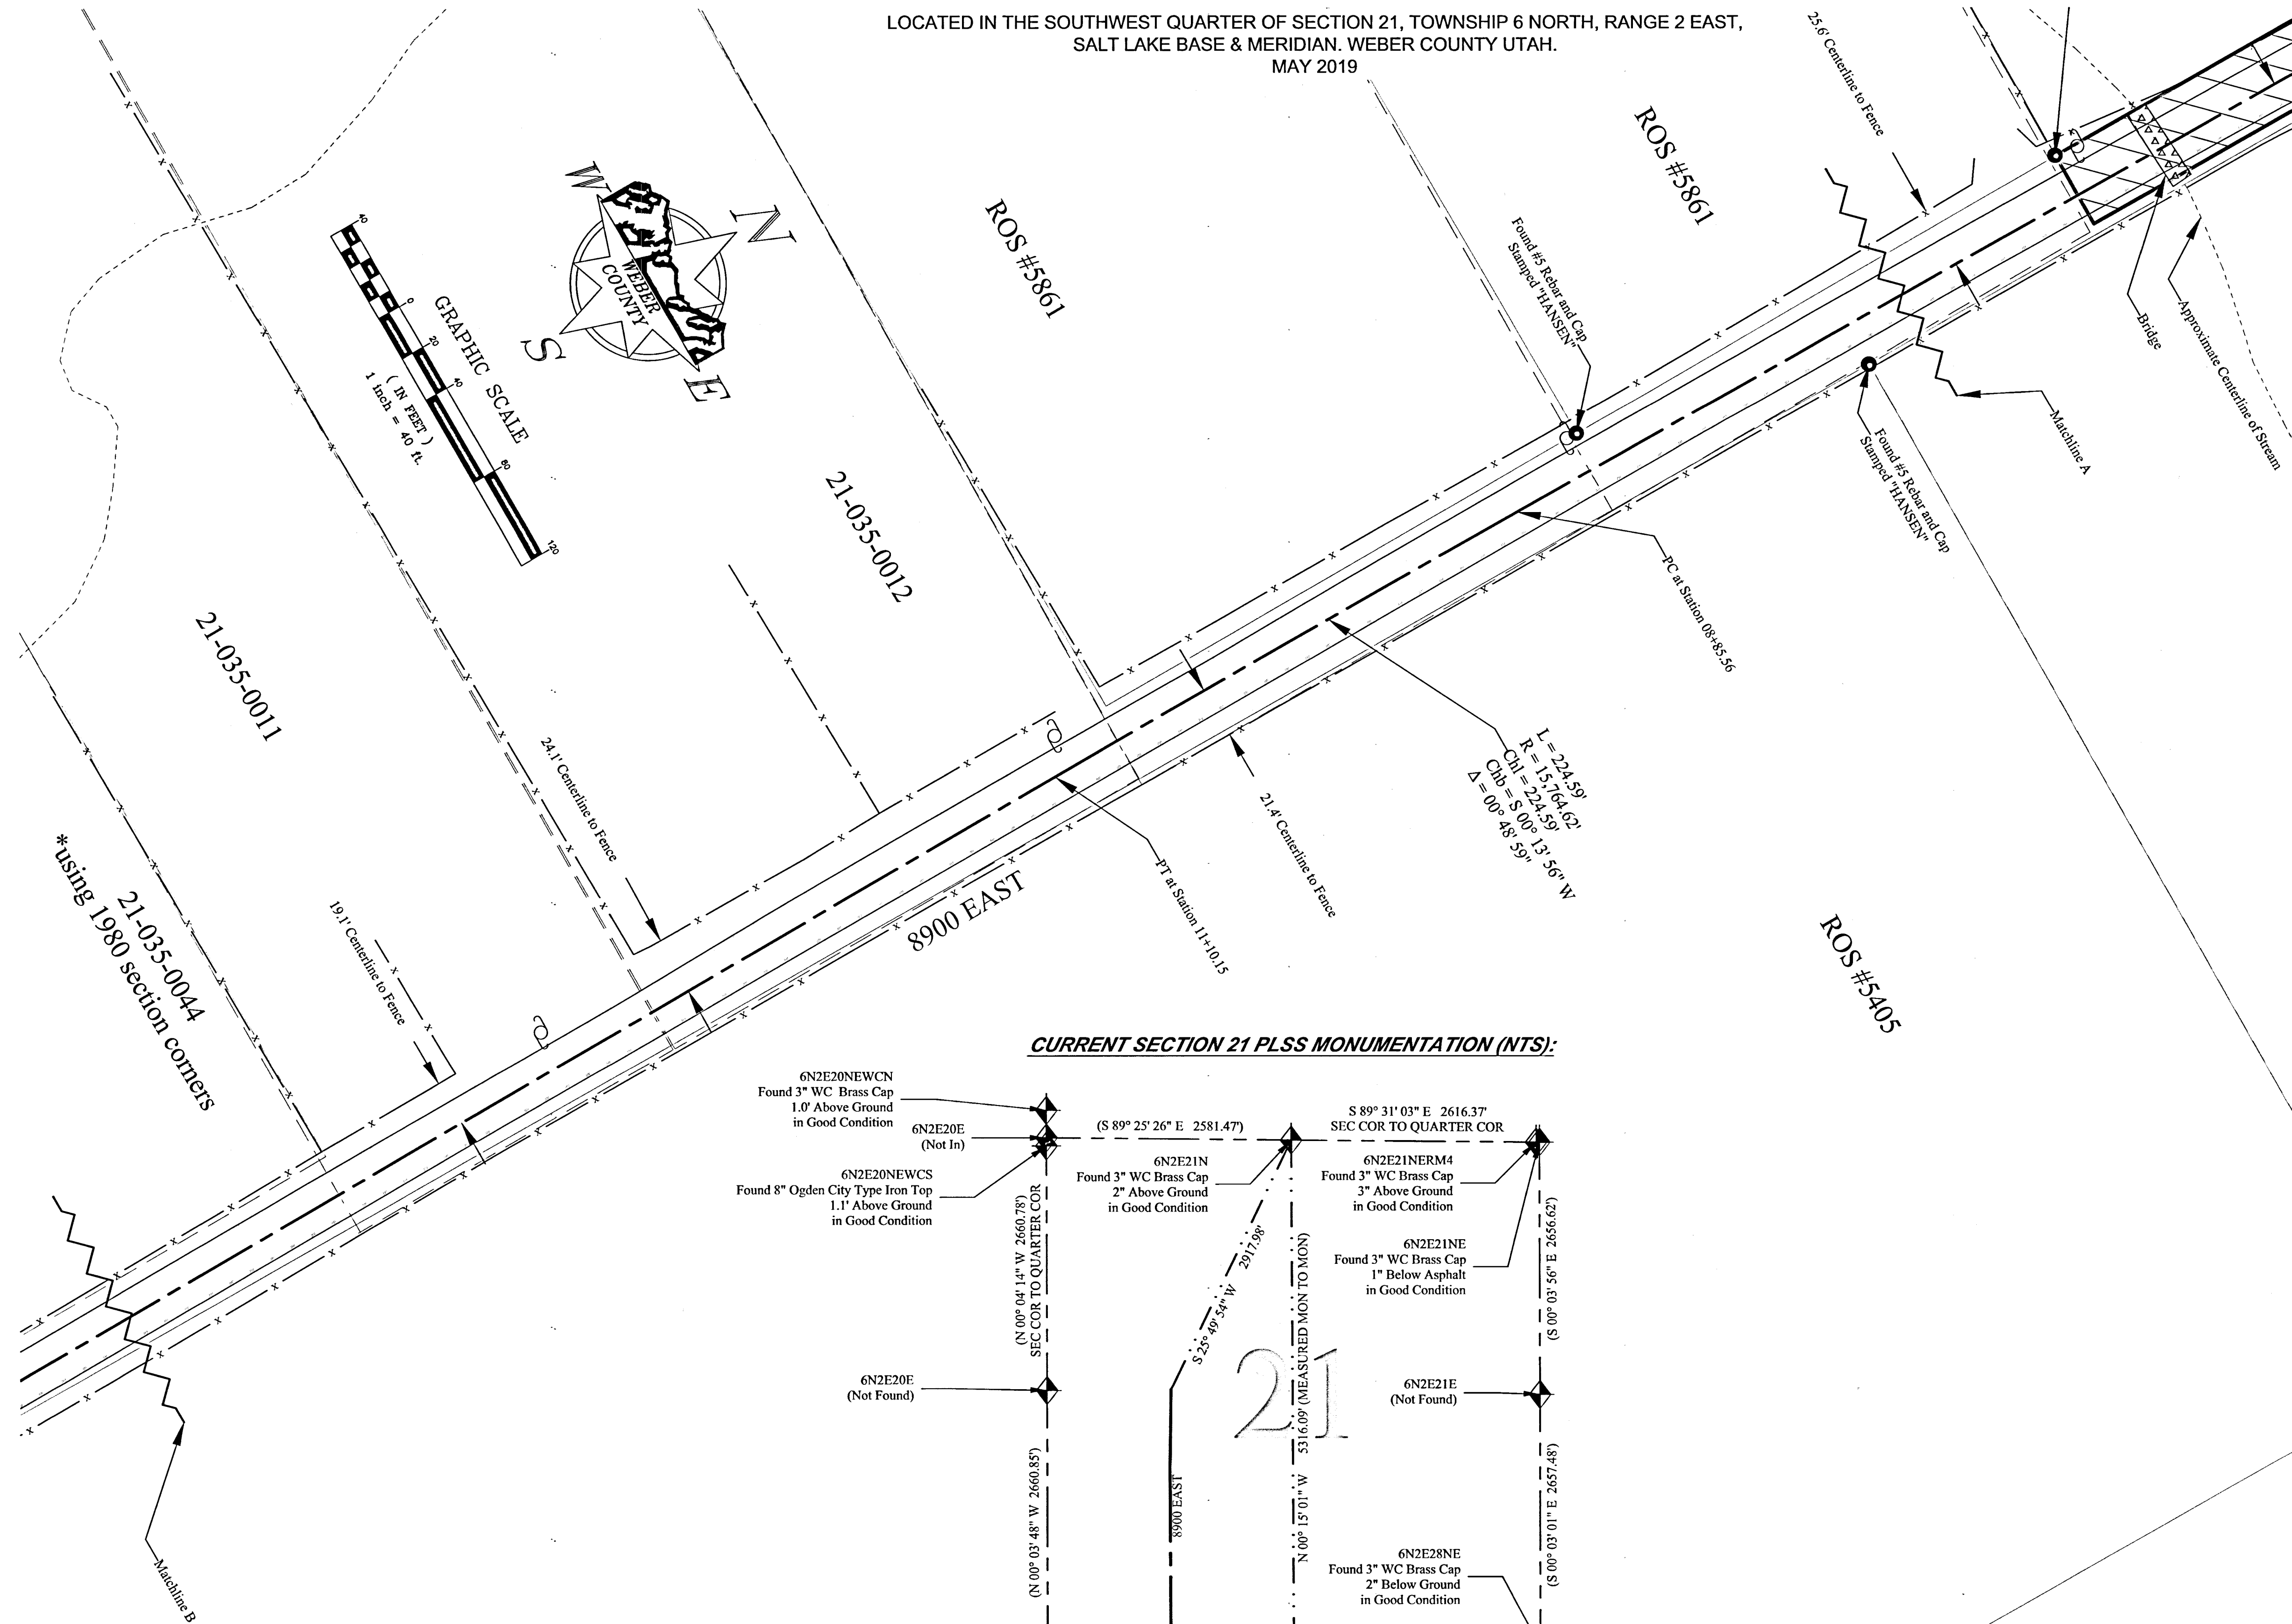 LOCATED IN THE SOUTHWEST QUARTER OF SECTION 21, TOWNSHIP 6 NORTH, RANGE 2 EAST,
SALT LAKE BASE & MERIDIAN. WEBER COUNTY UTAH.
MAY 2019
25.6' Centerline to Fence
ROS #5861
Found #5 Rebar and Cap
Stamped "HANSEN"
Bridge
Approximate Centerline of Stream
Matchline A
Found #5 Rebar and Cap
Stamped "HANSEN"
W
N
S
E
WEBER
COUNTY
ROS #5861
40
0
20
40
80
120
GRAPHIC SCALE
( IN FEET )
1 inch = 40 ft.
21-035-0012
PC at Station 08+85.56
21-035-0011
L = 224.59'
R = 15,764.62'
Chl = 224.59'
Chb = S 00° 13' 56" W
Δ = 00° 48' 59"
24.1' Centerline to Fence
21.4' Centerline to Fence
PT at Station 11+10.15
8900 EAST
19.1' Centerline to Fence
21-035-0044
*using 1980 section corners
ROS #5405
CURRENT SECTION 21 PLSS MONUMENTATION (NTS):
6N2E20NEWCN
Found 3" WC Brass Cap
1.0' Above Ground
in Good Condition
6N2E20E
(Not In)
6N2E20NEWCS
Found 8" Ogden City Type Iron Top
1.1' Above Ground
in Good Condition
(S 89° 25' 26" E 2581.47')
S 89° 31' 03" E 2616.37'
SEC COR TO QUARTER COR
6N2E21N
Found 3" WC Brass Cap
2" Above Ground
in Good Condition
6N2E21NERM4
Found 3" WC Brass Cap
3" Above Ground
in Good Condition
6N2E21NE
Found 3" WC Brass Cap
1" Below Asphalt
in Good Condition
(N 00° 04' 14" W 2660.78')
SEC COR TO QUARTER COR
S 25° 49' 54" W 2917.98'
N 00° 15' 01" W 5316.09' (MEASURED MON TO MON)
(S 00° 03' 56" E 2656.62')
21
6N2E20E
(Not Found)
6N2E21E
(Not Found)
(N 00° 03' 48" W 2660.85')
8900 EAST
(S 00° 03' 01" E 2657.48')
6N2E28NE
Found 3" WC Brass Cap
2" Below Ground
in Good Condition
Matchline B